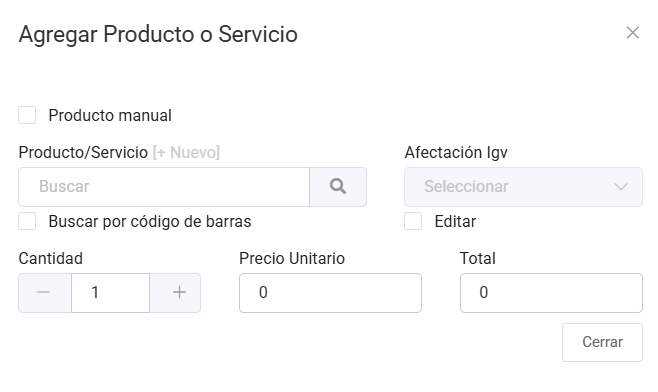 Agregar Producto o Servicio
Producto manual
Producto/Servicio [+ Nuevo]
Afectación Igv
Buscar
Seleccionar
Buscar por código de barras
Editar
Cantidad
Precio Unitario
Total
1
0
0
Cerrar